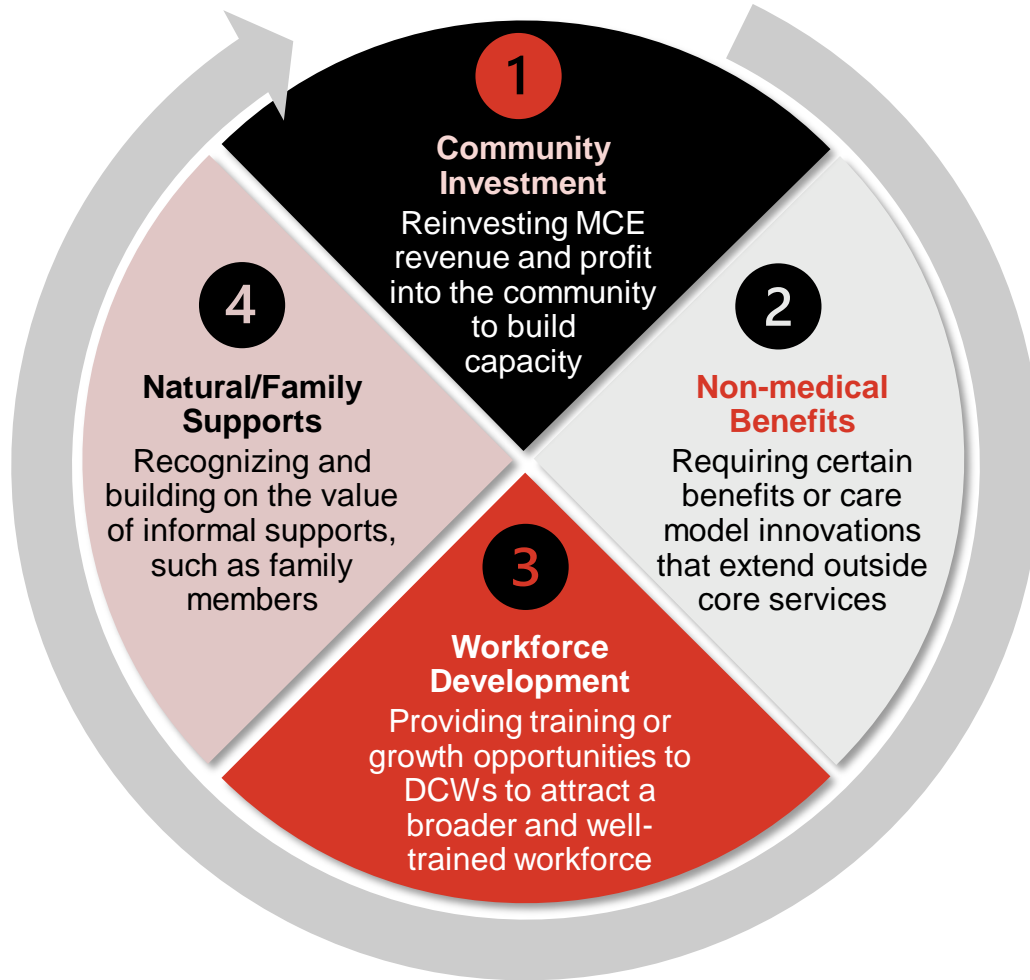 1
Community
Investment
Reinvesting MCE
revenue and profit
into the community
to build
capacity
2
Non-medical
Benefits
Requiring certain
benefits or care
model innovations
that extend outside
core services
3
Workforce
Development
Providing training or
growth opportunities to
DCWs to attract a
broader and well-
trained workforce
4
Natural/Family
Supports
Recognizing and
building on the value
of informal supports,
such as family
members